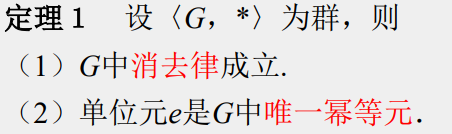 定理 1 设〈G，*〉为群，则
（1）G中消去律成立.
（2）单位元e是G中唯一幂等元.